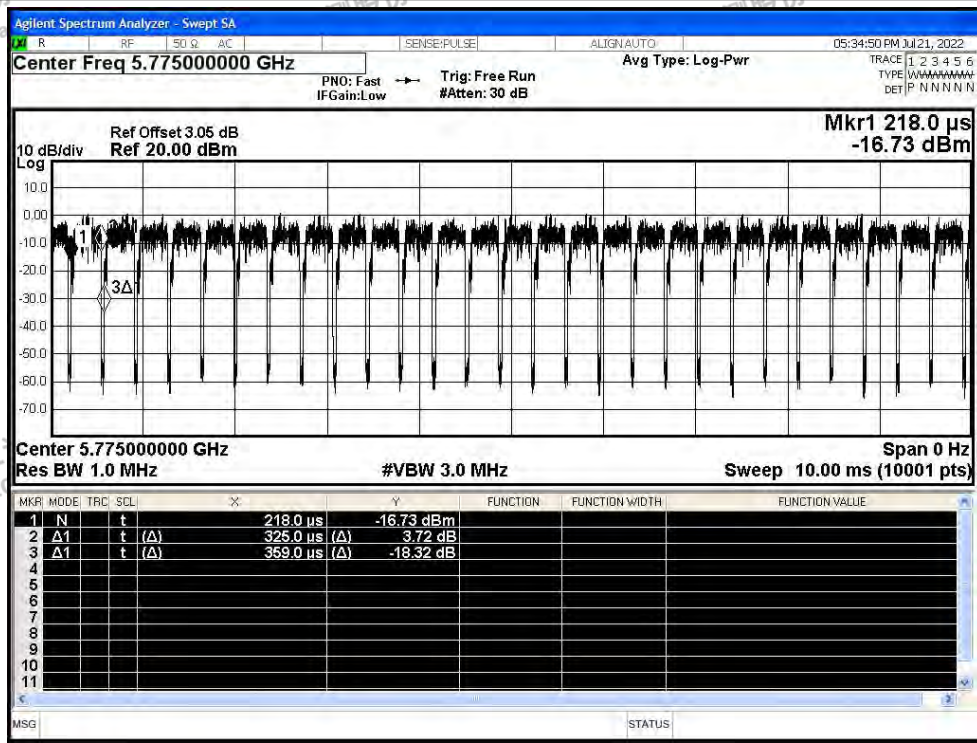 Agilent Spectrum Analyzer - Swept SA
R RF 50 Ω AC SENSE:PULSE ALIGN AUTO 05:34:50 PM Jul 21, 2022
Center Freq 5.775000000 GHz
PNO: Fast
IFGain:Low
Trig: Free Run
#Atten: 30 dB
Avg Type: Log-Pwr
TRACE 1 2 3 4 5 6
TYPE WWWWWW
DET P N N N N N
Mkr1 218.0 µs
-16.73 dBm
Ref Offset 3.05 dB
10 dB/div Ref 20.00 dBm
Log
10.0
0.00
-10.0
-20.0
-30.0
-40.0
-50.0
-60.0
-70.0
1
3Δ1
Center 5.775000000 GHz Span 0 Hz
Res BW 1.0 MHz #VBW 3.0 MHz Sweep 10.00 ms (10001 pts)
MKR MODE TRC SCL X Y FUNCTION FUNCTION WIDTH FUNCTION VALUE
1 N t 218.0 µs -16.73 dBm
2 Δ1 t (Δ) 325.0 µs (Δ) 3.72 dB
3 Δ1 t (Δ) 359.0 µs (Δ) -18.32 dB
4
5
6
7
8
9
10
11
MSG STATUS